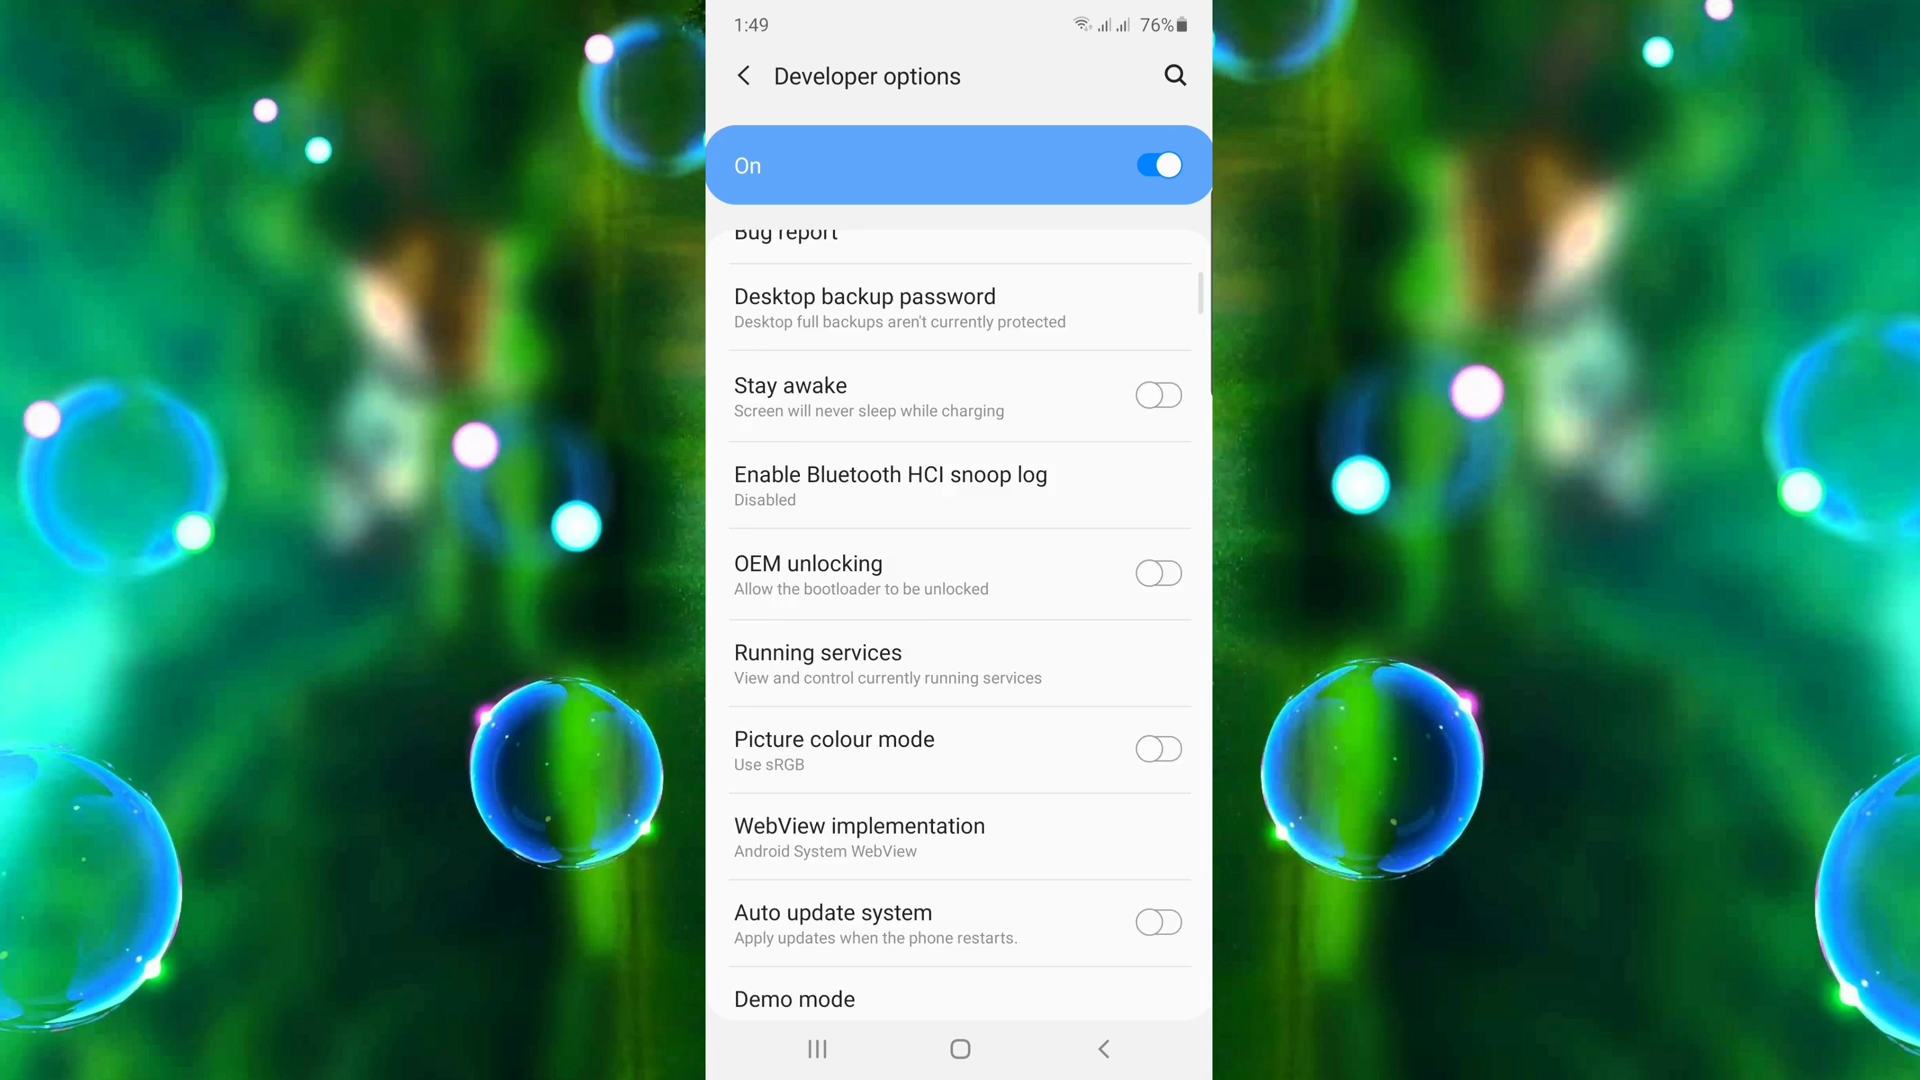 1:49
76%
Developer options
On
Bug report
Desktop backup password
Desktop full backups aren't currently protected
Stay awake
Screen will never sleep while charging
Enable Bluetooth HCI snoop log
Disabled
OEM unlocking
Allow the bootloader to be unlocked
Running services
View and control currently running services
Picture colour mode
Use sRGB
WebView implementation
Android System WebView
Auto update system
Apply updates when the phone restarts.
Demo mode